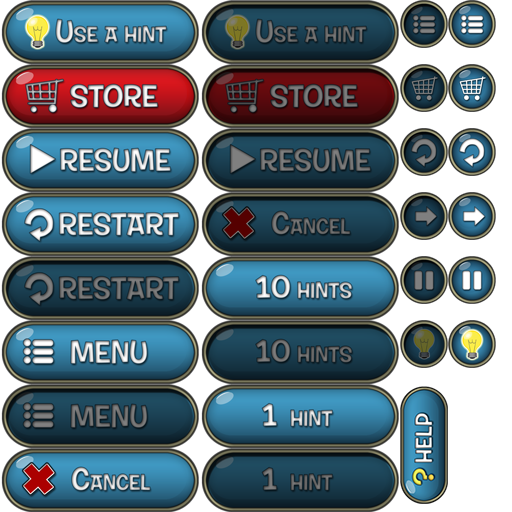 USE A HINT
USE A HINT
STORE
STORE
RESUME
RESUME
RESTART
CANCEL
RESTART
10 HINTS
MENU
10 HINTS
MENU
1 HINT
CANCEL
1 HINT
? HELP